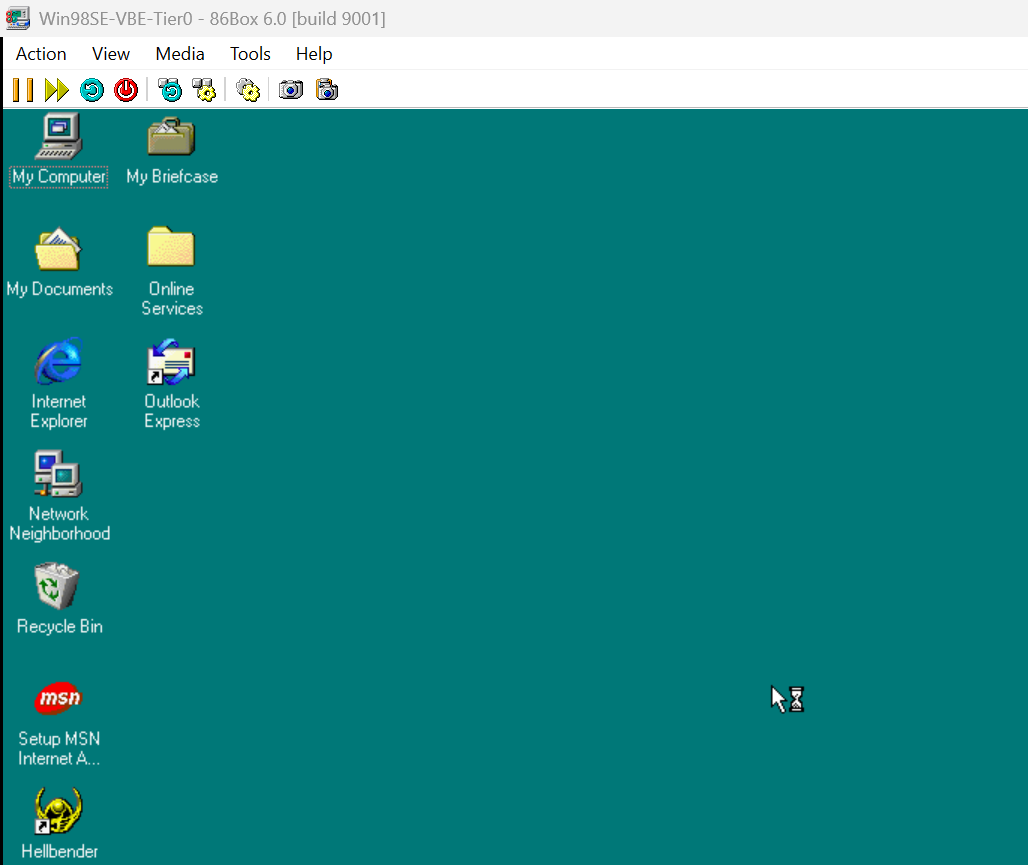 Win98SE-VBE-Tier0 - 86Box 6.0 [build 9001]
Action View Media Tools Help
My Computer
My Briefcase
My Documents
Online
Services
Internet
Explorer
Outlook
Express
Network
Neighborhood
Recycle Bin
msn
Setup MSN
Internet A...
Hellbender